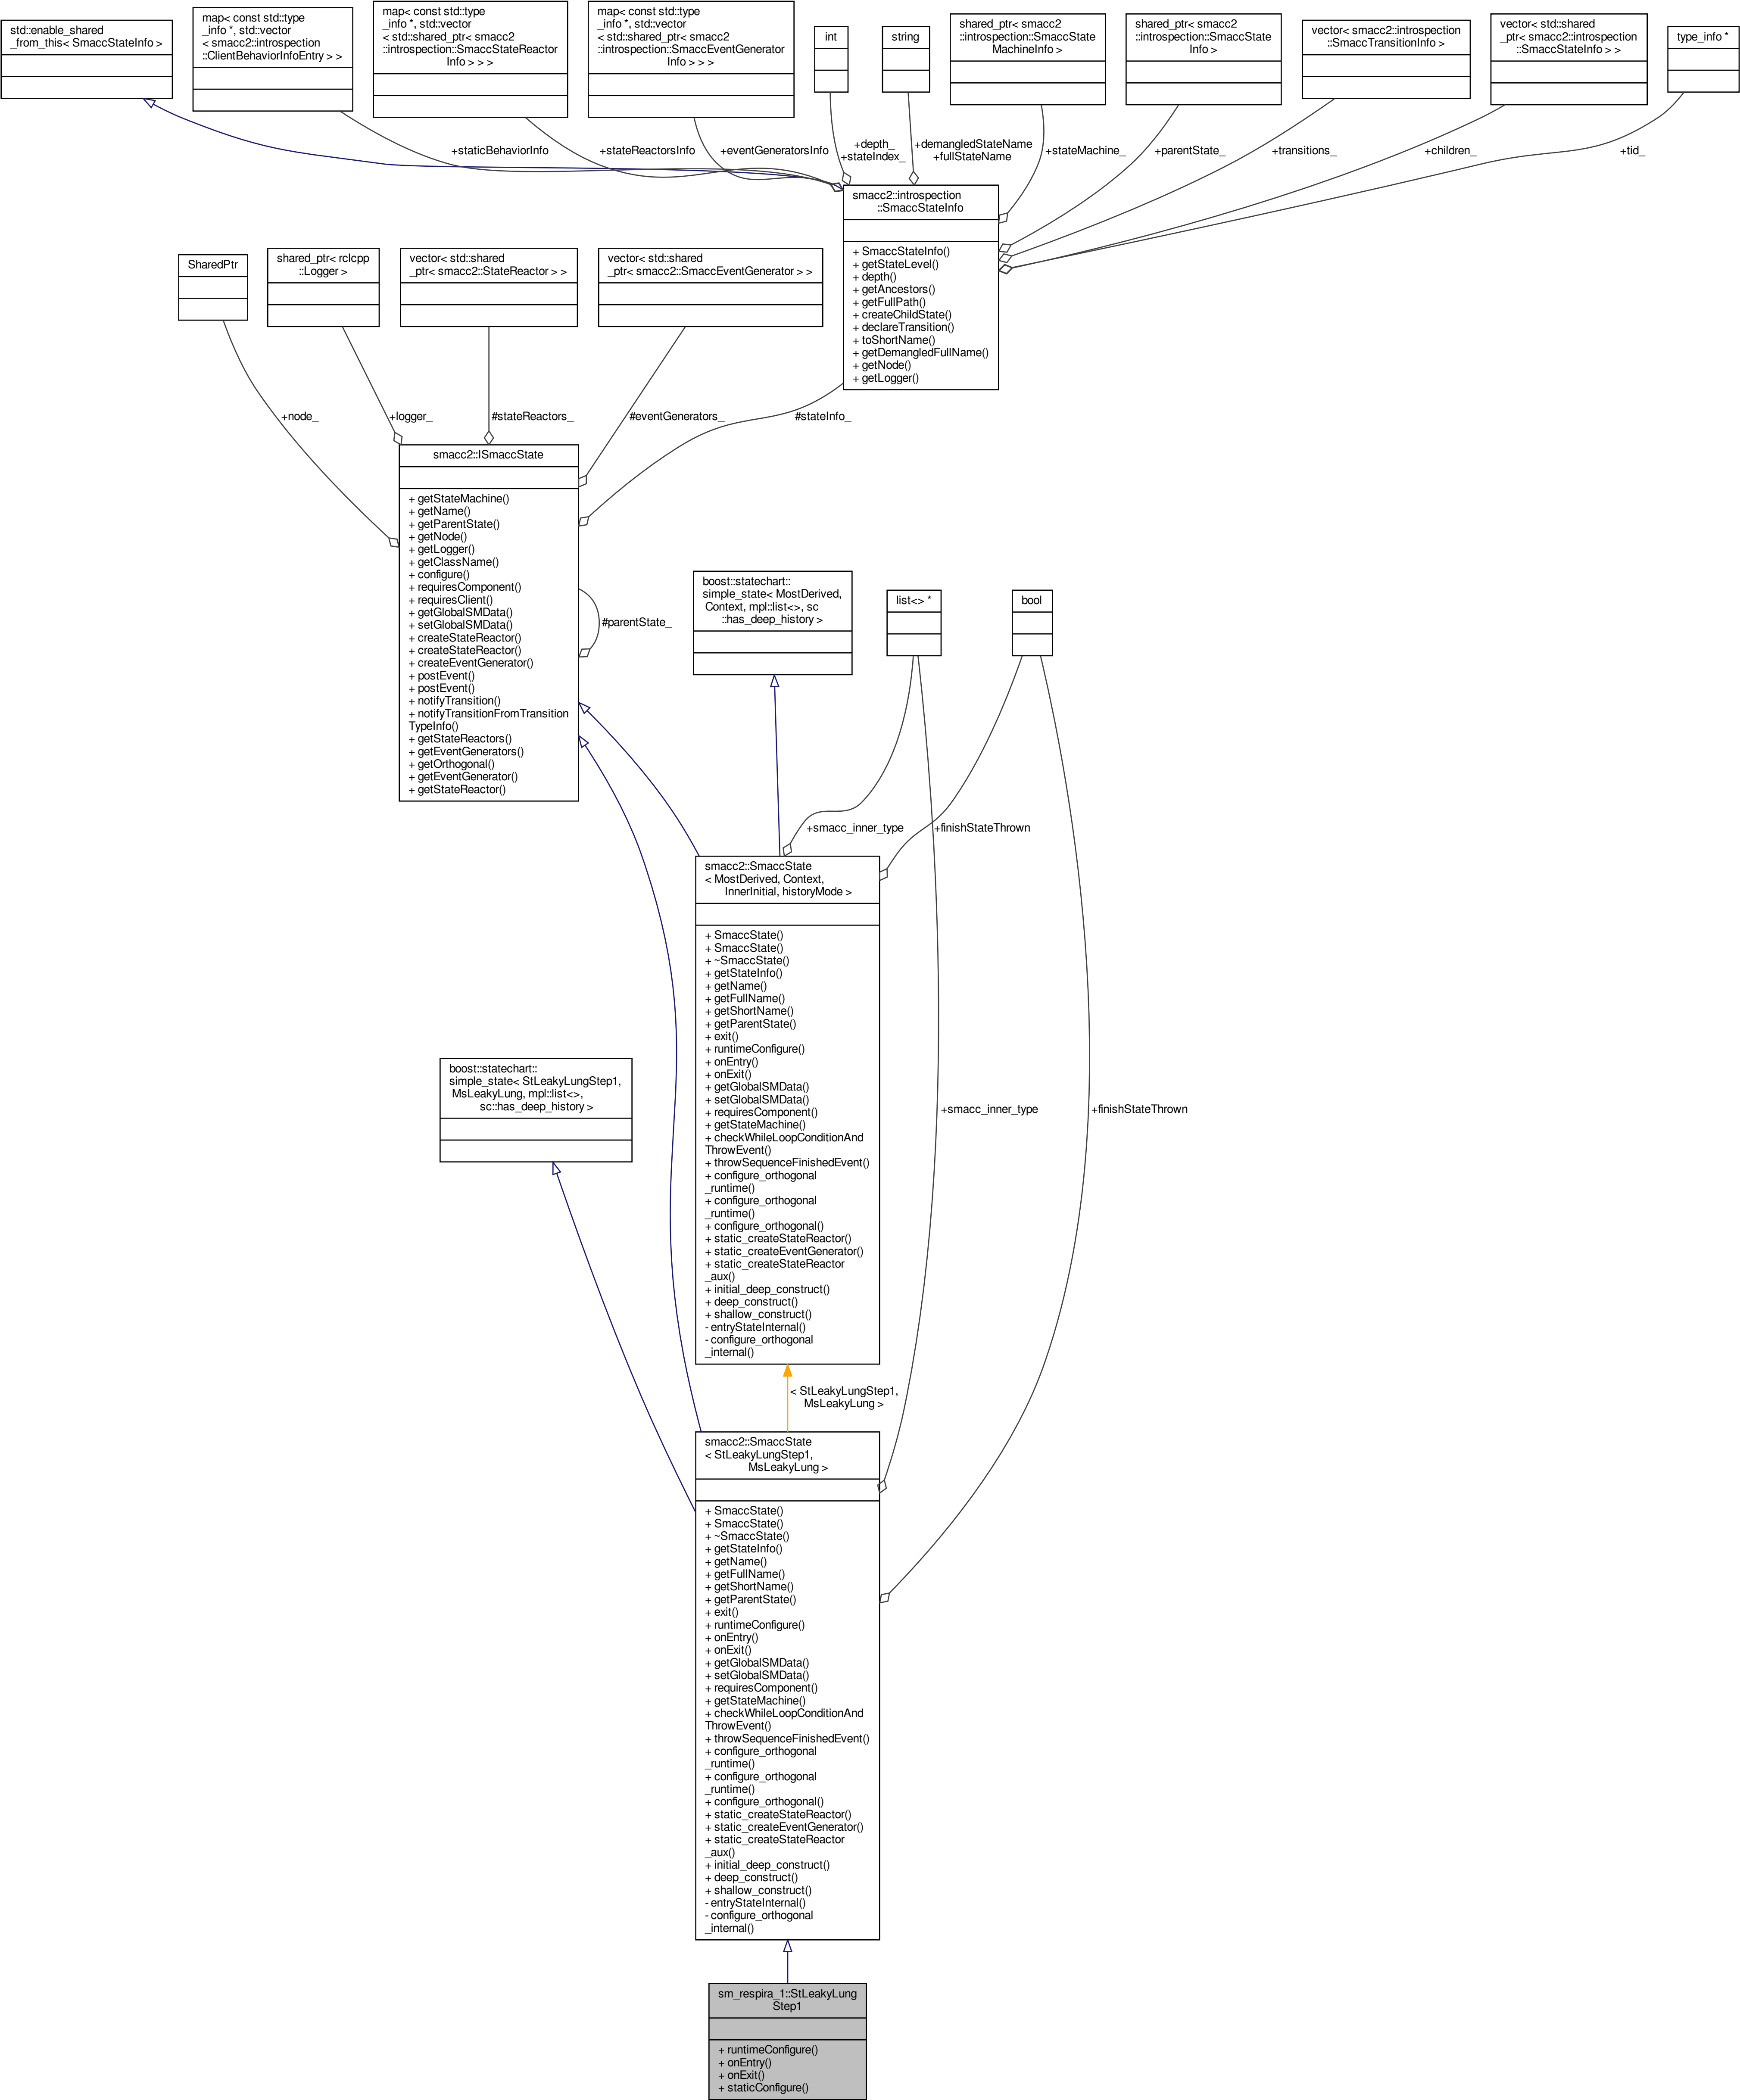 std::enable_shared
_from_this< SmaccStateInfo >
map< const std::type
_info *, std::vector
< smacc2::introspection
::ClientBehaviorInfoEntry > >
map< const std::type
_info *, std::vector
< std::shared_ptr< smacc2
::introspection::SmaccStateReactor
Info > > >
map< const std::type
_info *, std::vector
< std::shared_ptr< smacc2
::introspection::SmaccEventGenerator
Info > > >
int
string
shared_ptr< smacc2
::introspection::SmaccState
MachineInfo >
shared_ptr< smacc2
::introspection::SmaccState
Info >
vector< smacc2::introspection
::SmaccTransitionInfo >
vector< std::shared
_ptr< smacc2::introspection
::SmaccStateInfo > >
type_info *
+staticBehaviorInfo
+stateReactorsInfo
+eventGeneratorsInfo
+depth_
+stateIndex_
+demangledStateName
+fullStateName
+stateMachine_
+parentState_
+transitions_
+children_
+tid_
smacc2::introspection
::SmaccStateInfo
+ SmaccStateInfo()
+ getStateLevel()
+ depth()
+ getAncestors()
+ getFullPath()
+ createChildState()
+ declareTransition()
+ toShortName()
+ getDemangledFullName()
+ getNode()
+ getLogger()
SharedPtr
shared_ptr< rclcpp
::Logger >
vector< std::shared
_ptr< smacc2::StateReactor > >
vector< std::shared
_ptr< smacc2::SmaccEventGenerator > >
+node_
+logger_
#stateReactors_
#eventGenerators_
#stateInfo_
smacc2::ISmaccState
+ getStateMachine()
+ getName()
+ getParentState()
+ getNode()
+ getLogger()
+ getClassName()
+ configure()
+ requiresComponent()
+ requiresClient()
+ getGlobalSMData()
+ setGlobalSMData()
+ createStateReactor()
+ createStateReactor()
+ createEventGenerator()
+ postEvent()
+ postEvent()
+ notifyTransition()
+ notifyTransitionFromTransition
TypeInfo()
+ getStateReactors()
+ getEventGenerators()
+ getOrthogonal()
+ getEventGenerator()
+ getStateReactor()
#parentState_
boost::statechart::
simple_state< MostDerived,
Context, mpl::list<>, sc
::has_deep_history >
list<> *
bool
+smacc_inner_type
+finishStateThrown
smacc2::SmaccState
< MostDerived, Context,
InnerInitial, historyMode >
+ SmaccState()
+ SmaccState()
+ ~SmaccState()
+ getStateInfo()
+ getName()
+ getFullName()
+ getShortName()
+ getParentState()
+ exit()
+ runtimeConfigure()
+ onEntry()
+ onExit()
+ getGlobalSMData()
+ setGlobalSMData()
+ requiresComponent()
+ getStateMachine()
+ checkWhileLoopConditionAnd
ThrowEvent()
+ throwSequenceFinishedEvent()
+ configure_orthogonal
_runtime()
+ configure_orthogonal
_runtime()
+ configure_orthogonal()
+ static_createStateReactor()
+ static_createEventGenerator()
+ static_createStateReactor
_aux()
+ initial_deep_construct()
+ deep_construct()
+ shallow_construct()
- entryStateInternal()
- configure_orthogonal
_internal()
boost::statechart::
simple_state< StLeakyLungStep1,
MsLeakyLung, mpl::list<>,
sc::has_deep_history >
+smacc_inner_type
+finishStateThrown
< StLeakyLungStep1,
MsLeakyLung >
smacc2::SmaccState
< StLeakyLungStep1,
MsLeakyLung >
+ SmaccState()
+ SmaccState()
+ ~SmaccState()
+ getStateInfo()
+ getName()
+ getFullName()
+ getShortName()
+ getParentState()
+ exit()
+ runtimeConfigure()
+ onEntry()
+ onExit()
+ getGlobalSMData()
+ setGlobalSMData()
+ requiresComponent()
+ getStateMachine()
+ checkWhileLoopConditionAnd
ThrowEvent()
+ throwSequenceFinishedEvent()
+ configure_orthogonal
_runtime()
+ configure_orthogonal
_runtime()
+ configure_orthogonal()
+ static_createStateReactor()
+ static_createEventGenerator()
+ static_createStateReactor
_aux()
+ initial_deep_construct()
+ deep_construct()
+ shallow_construct()
- entryStateInternal()
- configure_orthogonal
_internal()
sm_respira_1::StLeakyLung
Step1
+ runtimeConfigure()
+ onEntry()
+ onExit()
+ staticConfigure()